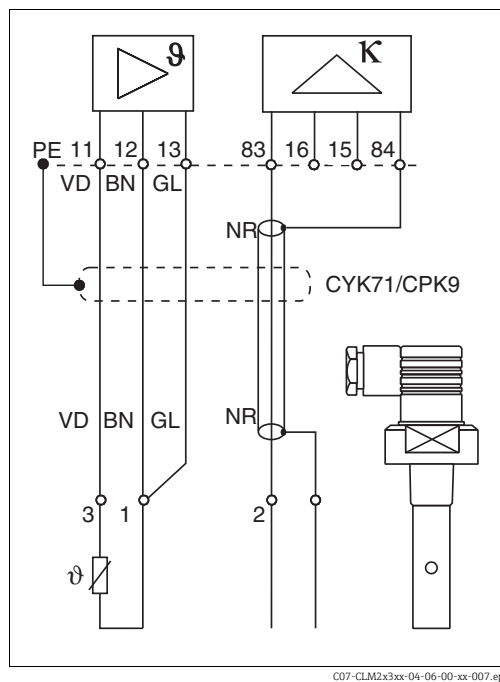 ϑ κ
PE 11 12 13 83 16 15 84
VD BN GL
NR
CYK71/CPK9
VD BN GL NR
3 1 2
ϑ
C07-CLM2x3xx-04-06-00-xx-007.ep